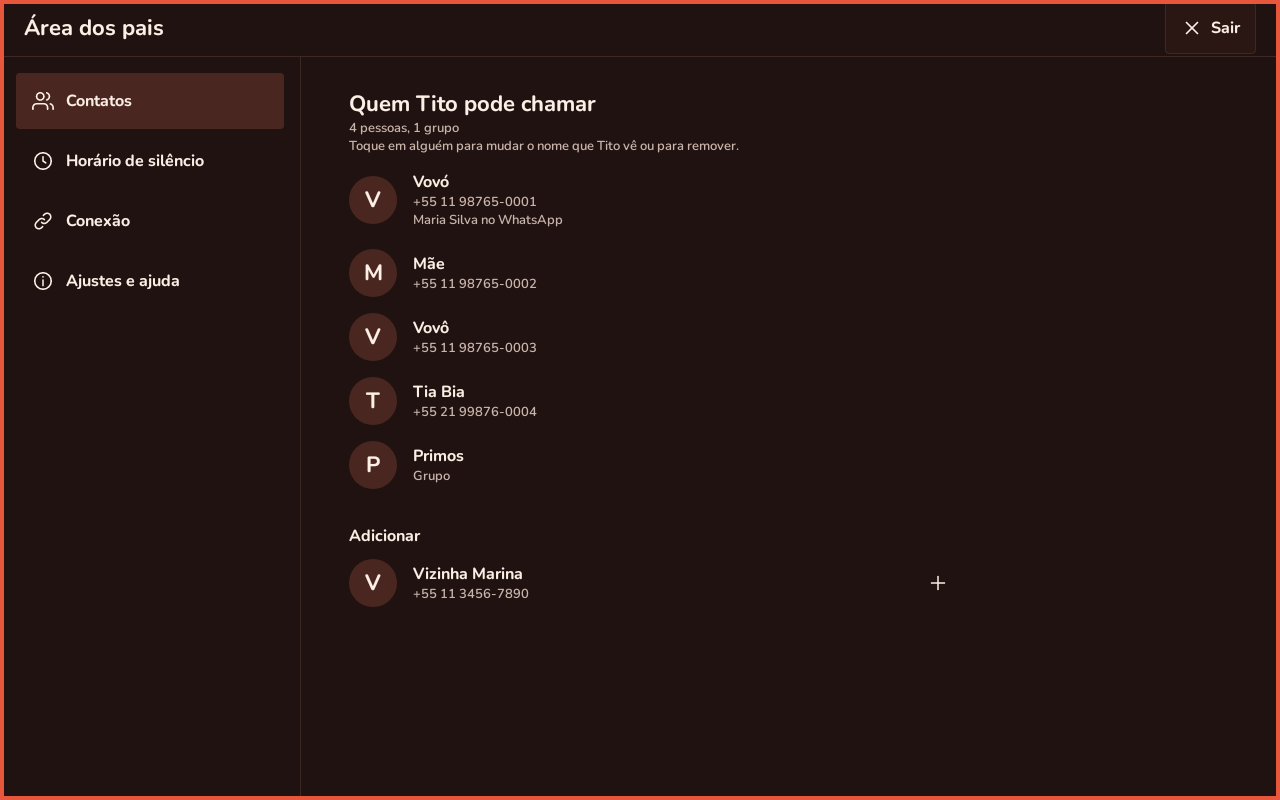 Área dos pais
Sair
Contatos
Horário de silêncio
Conexão
Ajustes e ajuda
Quem Tito pode chamar
4 pessoas, 1 grupo
Toque em alguém para mudar o nome que Tito vê ou para remover.
V
Vovó
+55 11 98765-0001
Maria Silva no WhatsApp
M
Mãe
+55 11 98765-0002
V
Vovô
+55 11 98765-0003
T
Tia Bia
+55 21 99876-0004
P
Primos
Grupo
Adicionar
V
Vizinha Marina
+55 11 3456-7890